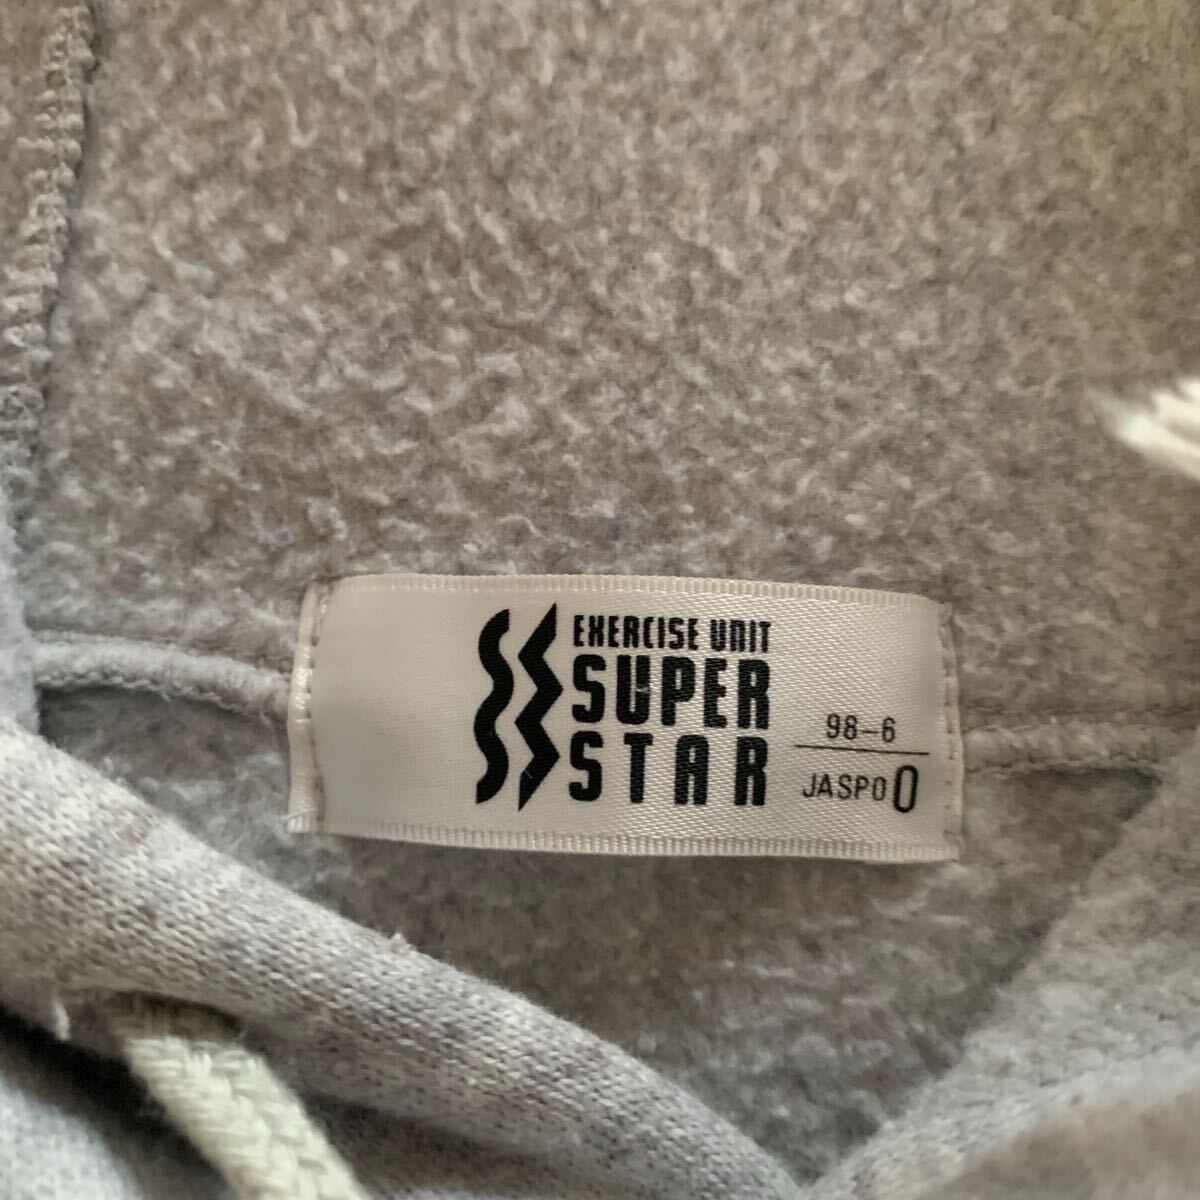 EXERCISE UNIT
SUPER
STAR
98-6
JASPO O